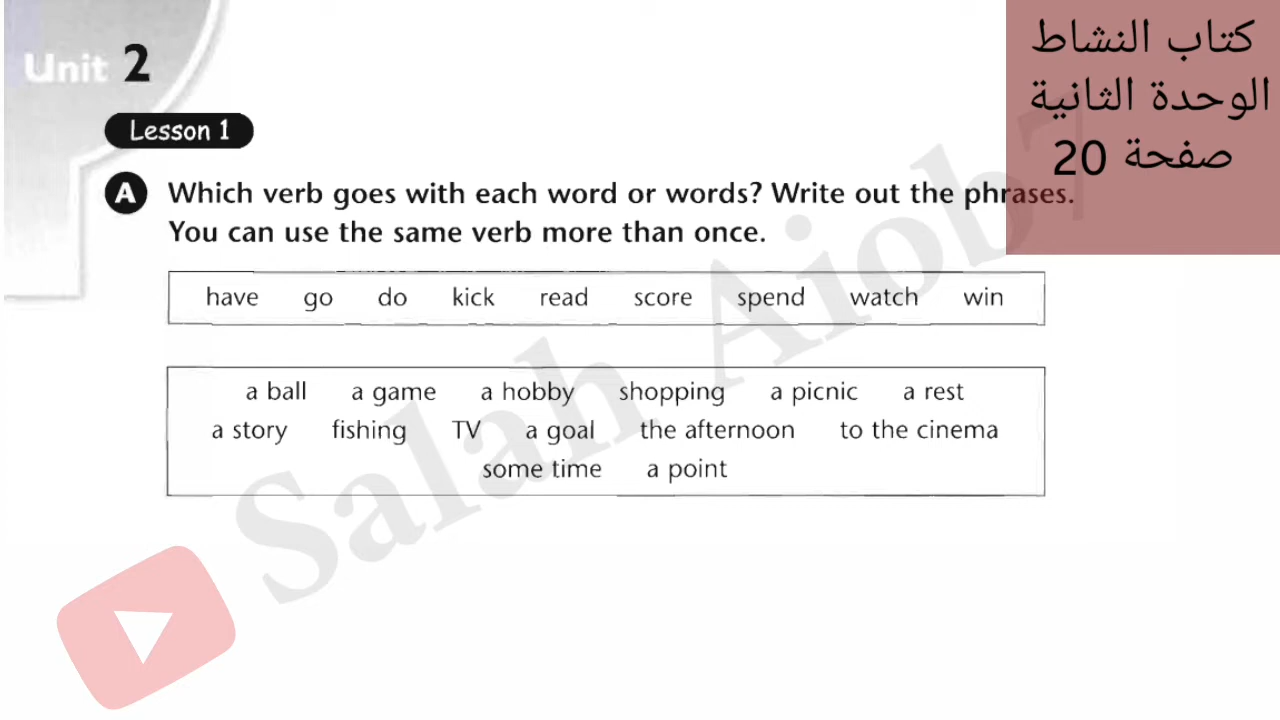 Unit 2
كتاب النشاط
الوحدة الثانية
صفحة 20
Lesson 1
A Which verb goes with each word or words? Write out the phrases.
You can use the same verb more than once.
have go do kick read score spend watch win
a ball a game a hobby shopping a picnic a rest
a story fishing TV a goal the afternoon to the cinema
some time a point
Salah Aiob7